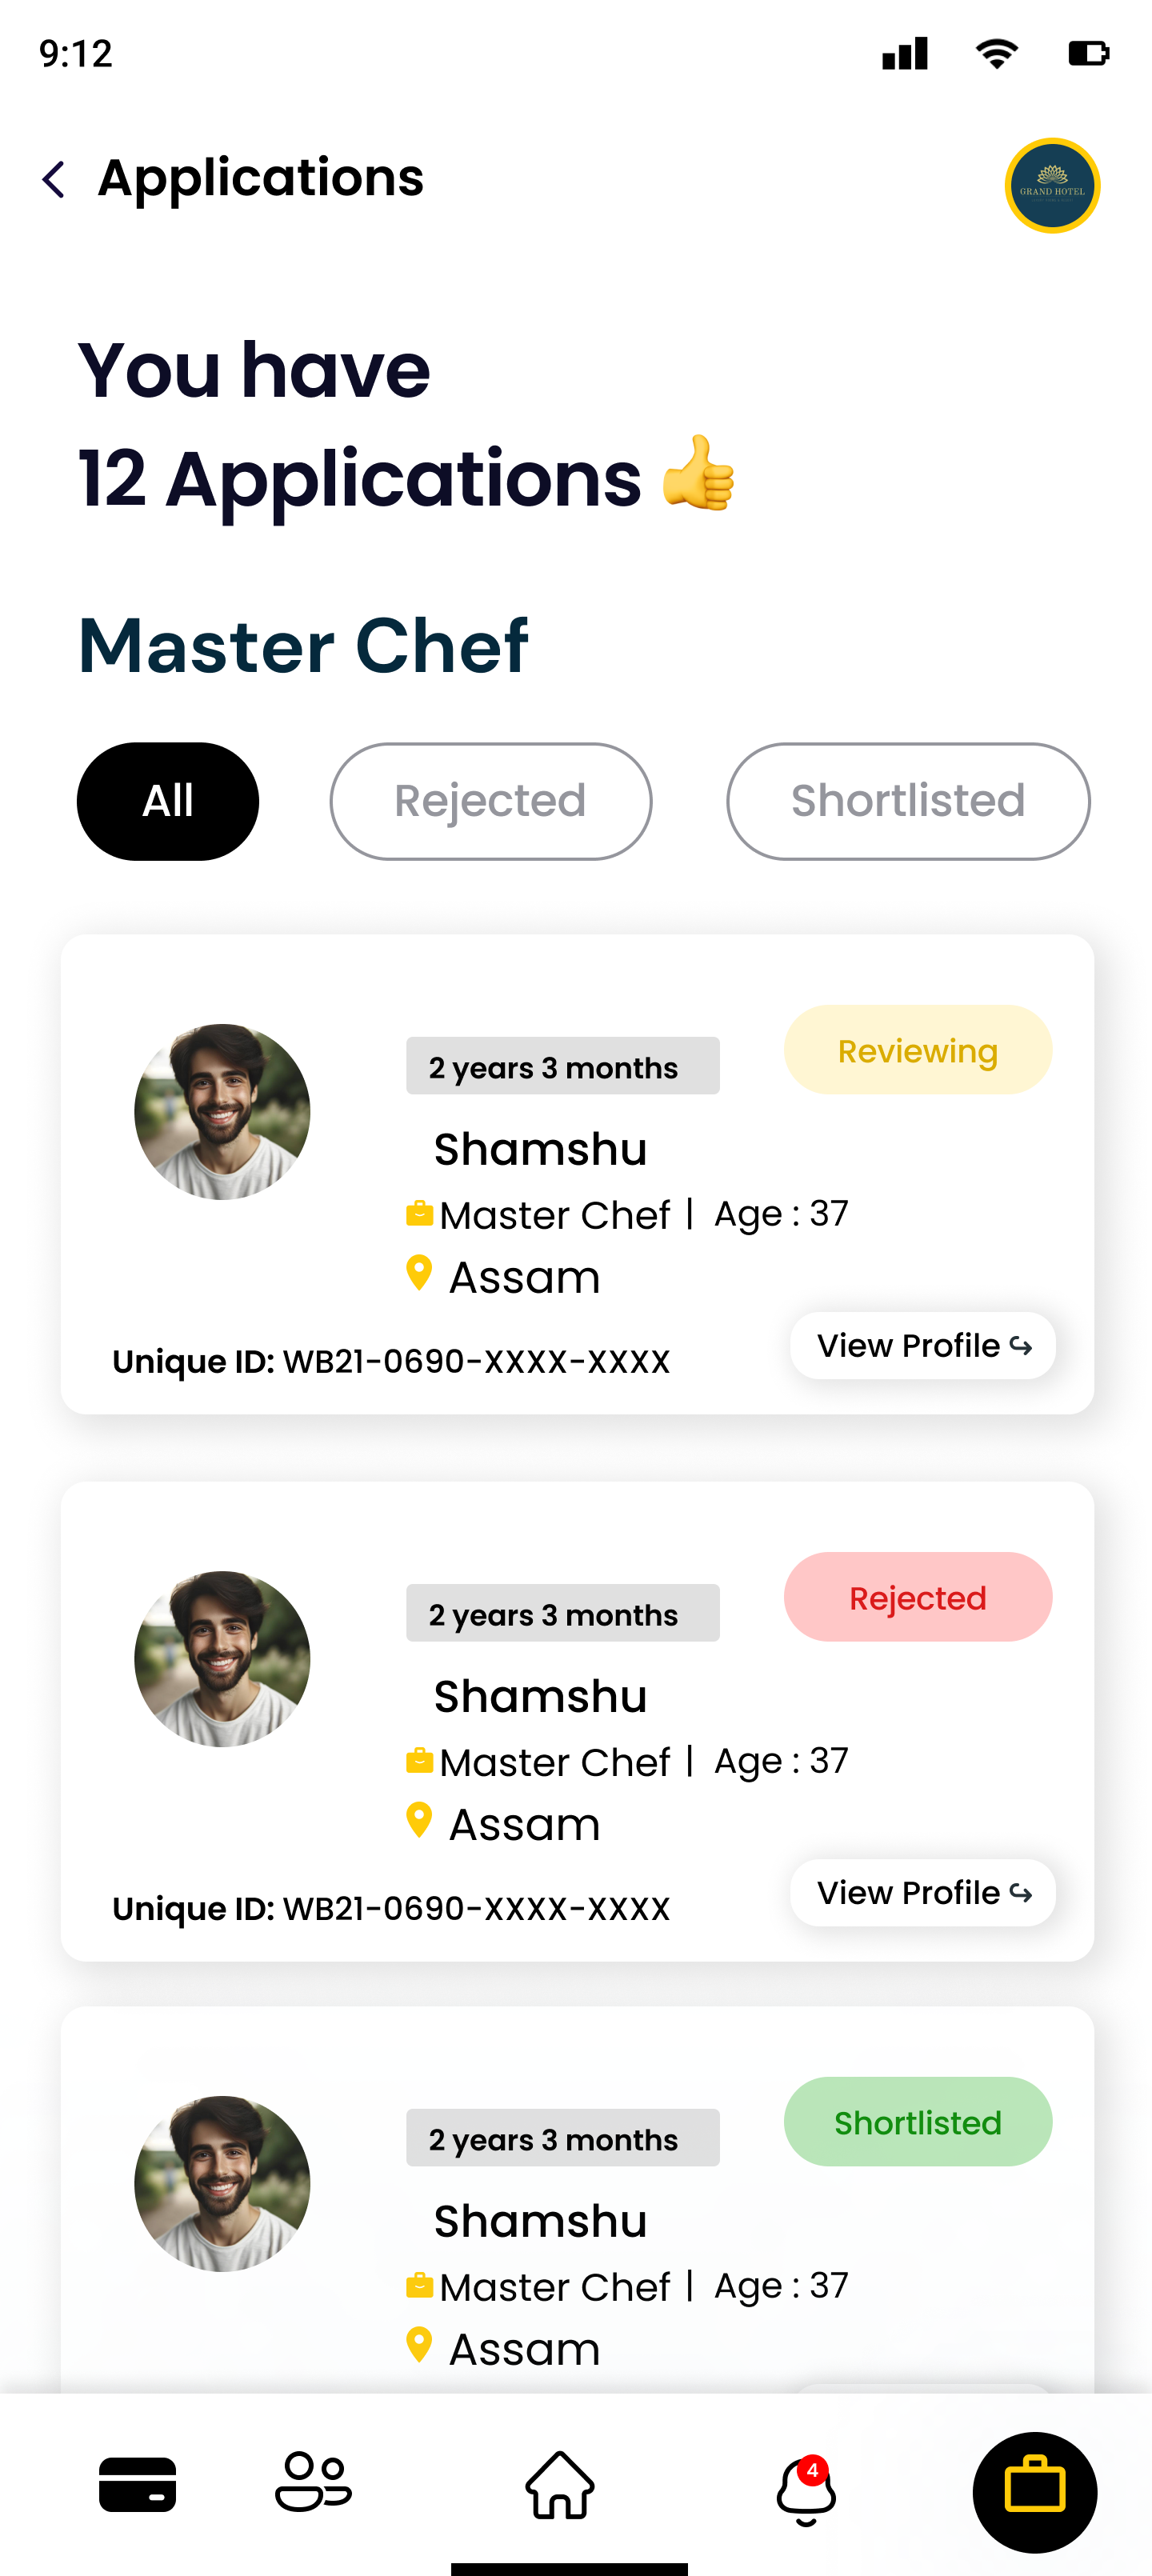 9:12
Applications
GRAND HOTEL
You have
12 Applications 👍
Master Chef
All
Rejected
Shortlisted
2 years 3 months
Reviewing
Shamshu
Master Chef | Age : 37
Assam
Unique ID: WB21-0690-XXXX-XXXX
View Profile
2 years 3 months
Rejected
Shamshu
Master Chef | Age : 37
Assam
Unique ID: WB21-0690-XXXX-XXXX
View Profile
2 years 3 months
Shortlisted
Shamshu
Master Chef | Age : 37
Assam
4